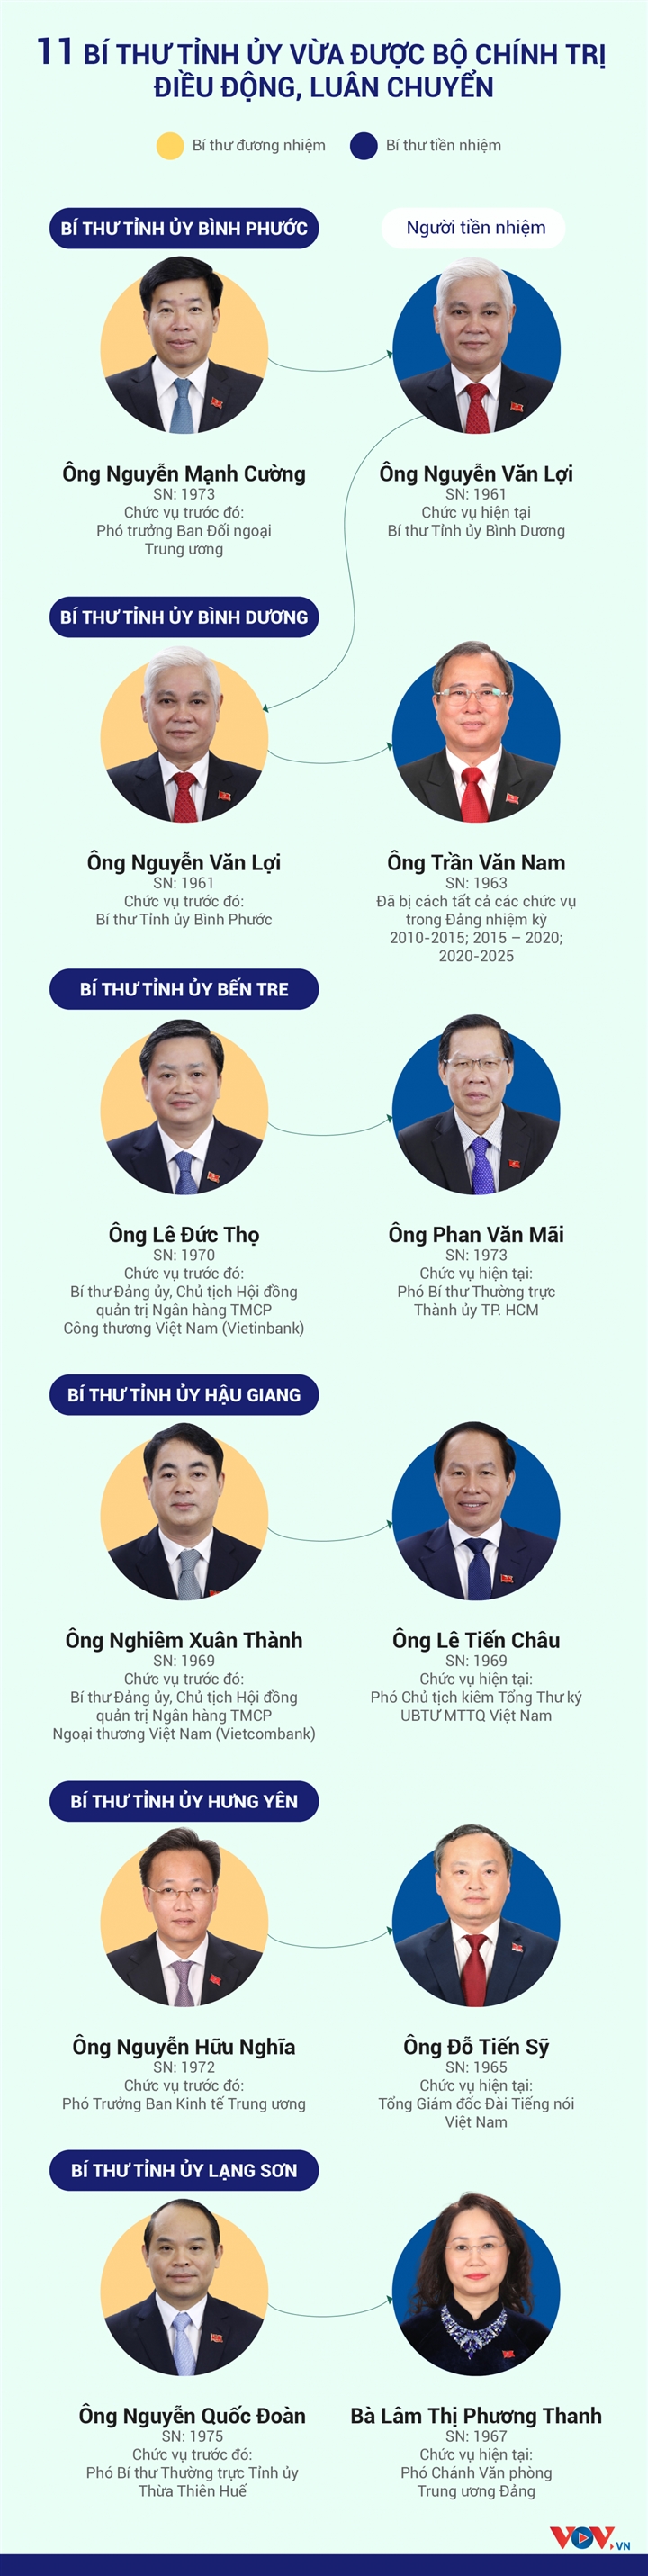 11 BÍ THƯ TỈNH ỦY VỪA ĐƯỢC BỘ CHÍNH TRỊ
ĐIỀU ĐỘNG, LUÂN CHUYỂN
Bí thư đương nhiệm
Bí thư tiền nhiệm
BÍ THƯ TỈNH ỦY BÌNH PHƯỚC
Người tiền nhiệm
Ông Nguyễn Mạnh Cường
SN: 1973
Chức vụ trước đó:
Phó trưởng Ban Đối ngoại
Trung ương
Ông Nguyễn Văn Lợi
SN: 1961
Chức vụ hiện tại
Bí thư Tỉnh ủy Bình Dương
BÍ THƯ TỈNH ỦY BÌNH DƯƠNG
Ông Nguyễn Văn Lợi
SN: 1961
Chức vụ trước đó:
Bí thư Tỉnh ủy Bình Phước
Ông Trần Văn Nam
SN: 1963
Đã bị cách tất cả các chức vụ
trong Đảng nhiệm kỳ
2010-2015; 2015 – 2020;
2020-2025
BÍ THƯ TỈNH ỦY BẾN TRE
Ông Lê Đức Thọ
SN: 1970
Chức vụ trước đó:
Bí thư Đảng ủy, Chủ tịch Hội đồng
quản trị Ngân hàng TMCP
Công thương Việt Nam (Vietinbank)
Ông Phan Văn Mãi
SN: 1973
Chức vụ hiện tại:
Phó Bí thư Thường trực
Thành ủy TP. HCM
BÍ THƯ TỈNH ỦY HẬU GIANG
Ông Nghiêm Xuân Thành
SN: 1969
Chức vụ trước đó:
Bí thư Đảng ủy, Chủ tịch Hội đồng
quản trị Ngân hàng TMCP
Ngoại thương Việt Nam (Vietcombank)
Ông Lê Tiến Châu
SN: 1969
Chức vụ hiện tại:
Phó Chủ tịch kiêm Tổng Thư ký
UBTƯ MTTQ Việt Nam
BÍ THƯ TỈNH ỦY HƯNG YÊN
Ông Nguyễn Hữu Nghĩa
SN: 1972
Chức vụ trước đó:
Phó Trưởng Ban Kinh tế Trung ương
Ông Đỗ Tiến Sỹ
SN: 1965
Chức vụ hiện tại:
Tổng Giám đốc Đài Tiếng nói
Việt Nam
BÍ THƯ TỈNH ỦY LẠNG SƠN
Ông Nguyễn Quốc Đoàn
SN: 1975
Chức vụ trước đó:
Phó Bí thư Thường trực Tỉnh ủy
Thừa Thiên Huế
Bà Lâm Thị Phương Thanh
SN: 1967
Chức vụ hiện tại:
Phó Chánh Văn phòng
Trung ương Đảng
VOV.VN